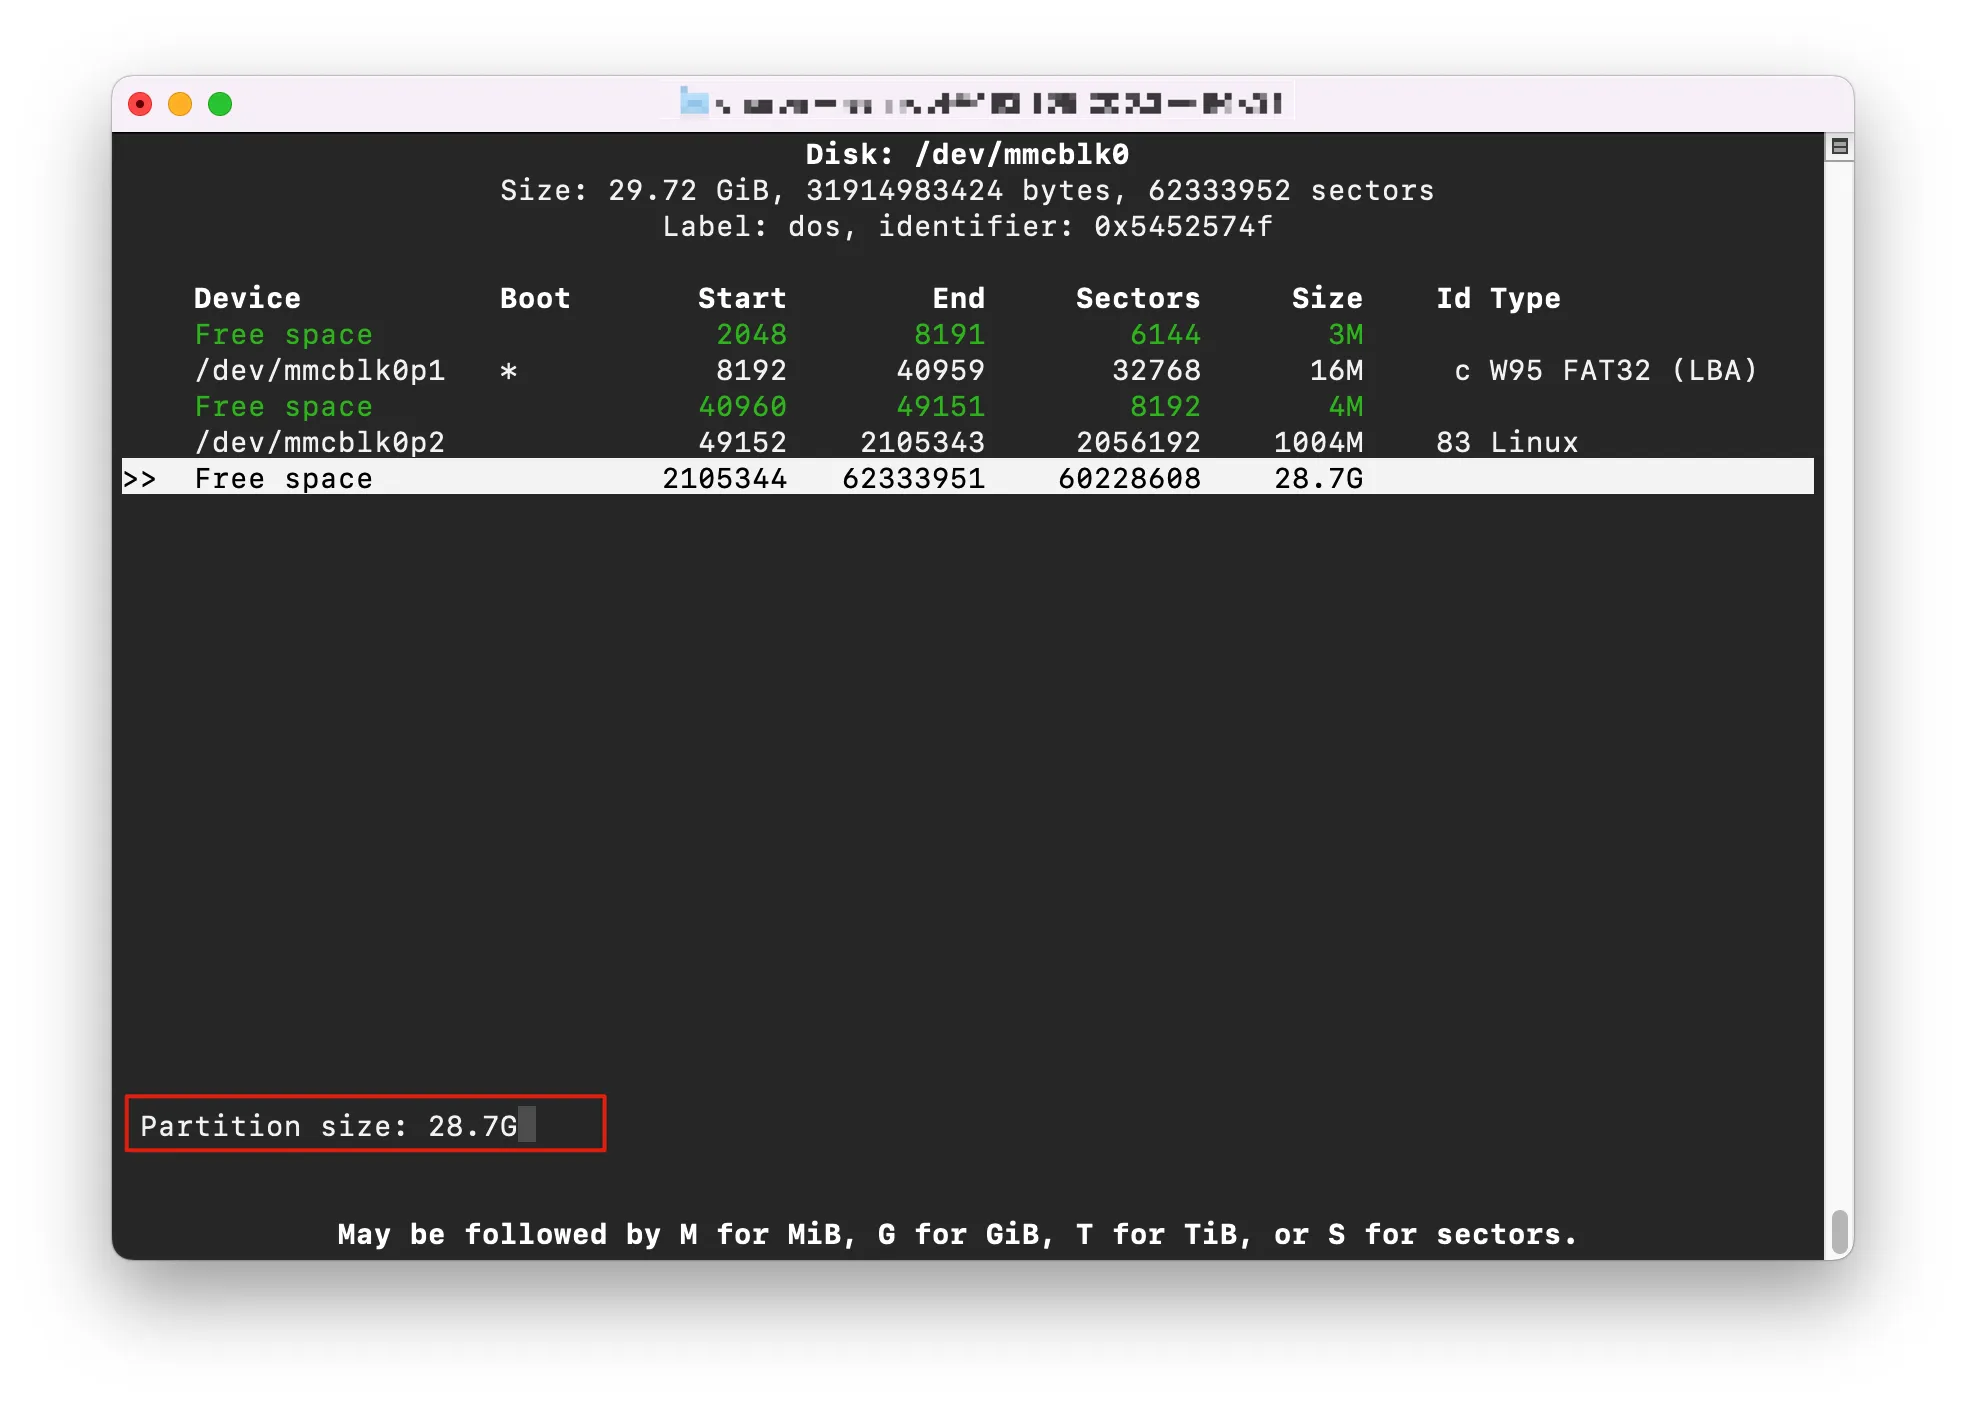 Disk: /dev/mmcblk0
Size: 29.72 GiB, 31914983424 bytes, 62333952 sectors
Label: dos, identifier: 0x5452574f
Device Boot Start End Sectors Size Id Type
Free space 2048 8191 6144 3M
/dev/mmcblk0p1 * 8192 40959 32768 16M c W95 FAT32 (LBA)
Free space 40960 49151 8192 4M
/dev/mmcblk0p2 49152 2105343 2056192 1004M 83 Linux
>> Free space 2105344 62333951 60228608 28.7G
Partition size: 28.7G
May be followed by M for MiB, G for GiB, T for TiB, or S for sectors.